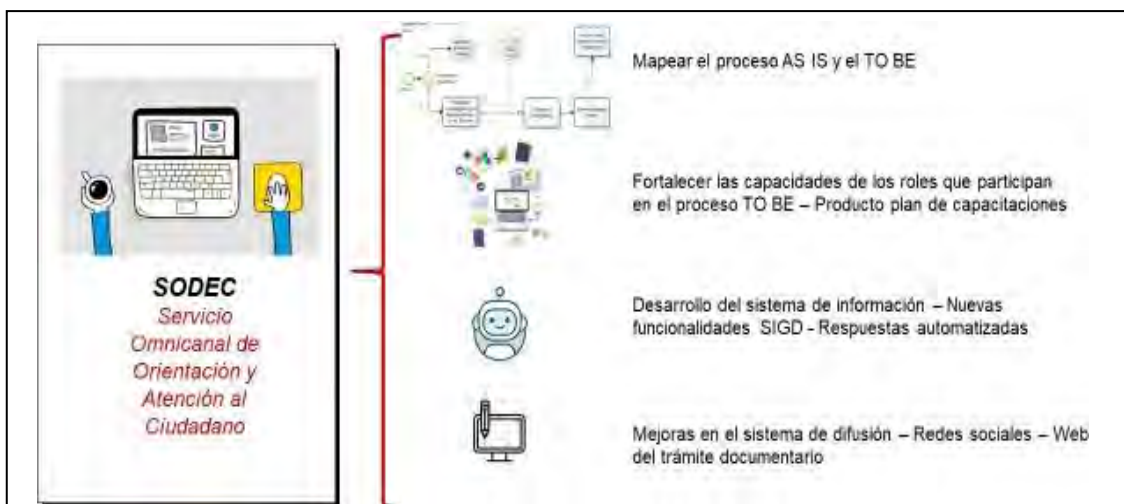 SODEC
Servicio
Omnicanal de
Orientación y
Atención al
Ciudadano
Mapear el proceso AS IS y el TO BE
Fortalecer las capacidades de los roles que participan
en el proceso TO BE – Producto plan de capacitaciones
Desarrollo del sistema de información – Nuevas
funcionalidades SIGD - Respuestas automatizadas
Mejoras en el sistema de difusión – Redes sociales – Web
del trámite documentario